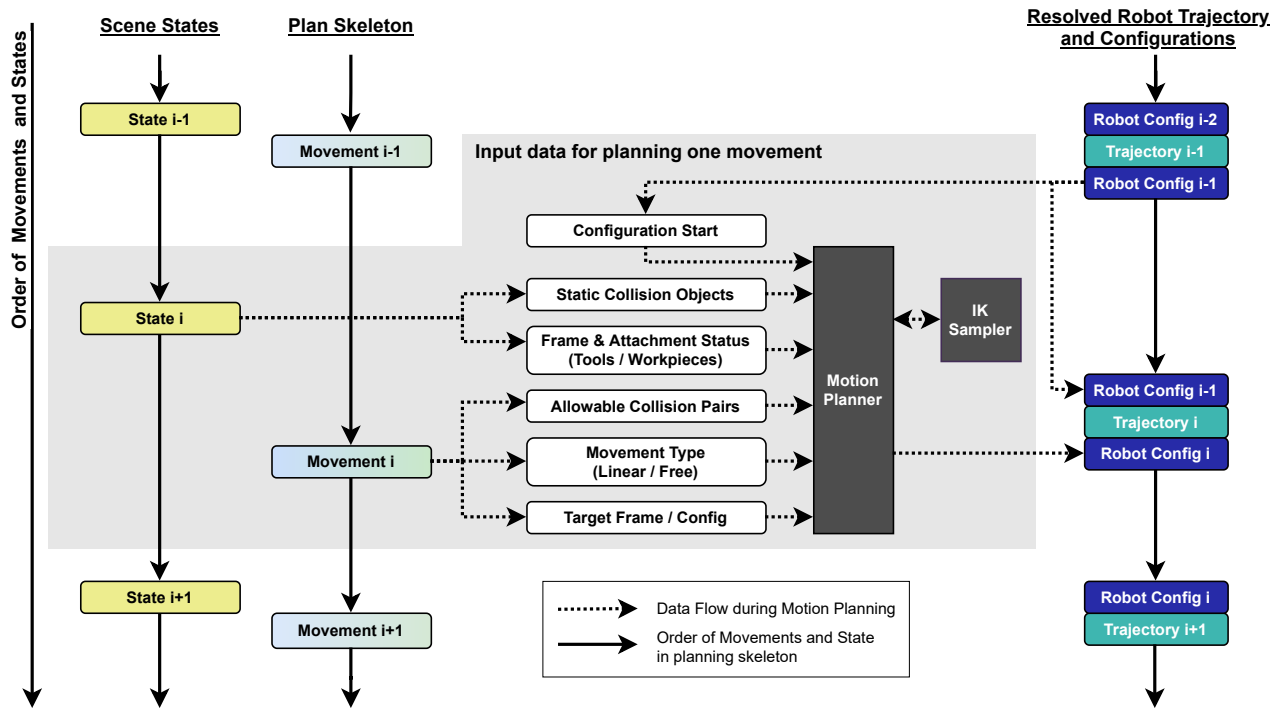 Order of Movements and States
Scene States
Plan Skeleton
Resolved Robot Trajectory
and Configurations
State i-1
Movement i-1
Robot Config i-2
Trajectory i-1
Robot Config i-1
Input data for planning one movement
Configuration Start
State i
Static Collision Objects
Frame & Attachment Status
(Tools / Workpieces)
Allowable Collision Pairs
Movement i
Movement Type
(Linear / Free)
Target Frame / Config
Motion
Planner
IK
Sampler
Robot Config i-1
Trajectory i
Robot Config i
State i+1
Movement i+1
Data Flow during Motion Planning
Order of Movements and State
in planning skeleton
Robot Config i
Trajectory i+1